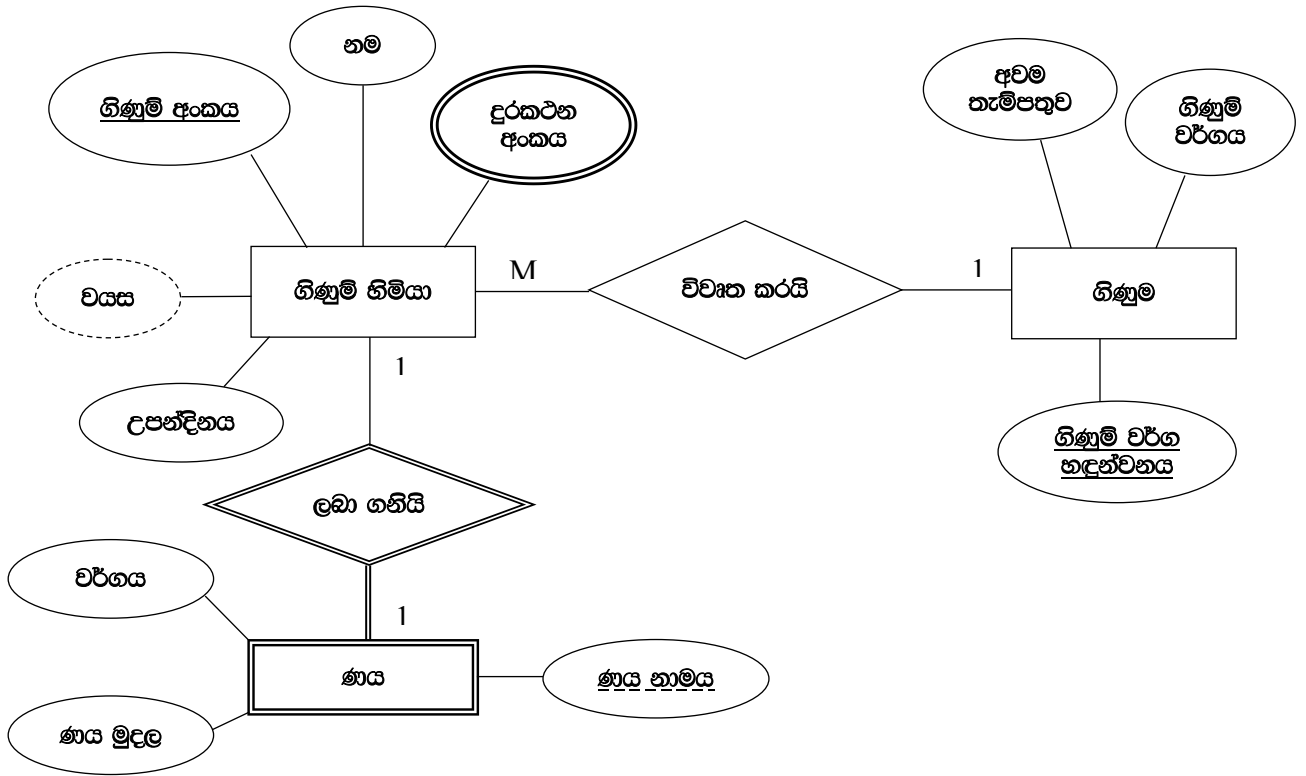 නම
ගිණුම් අංකය
දුරකථන
අංකය
අවම
තැම්පතුව
ගිණුම්
වර්ගය
වයස
ගිණුම් හිමියා
M
විවෘත කරයි
1
ගිණුම
1
උපන්දිනය
ගිණුම් වර්ග
හඳුන්වනය
ලබා ගනියි
වර්ගය
1
ණය
ණය නාමය
ණය මුදල